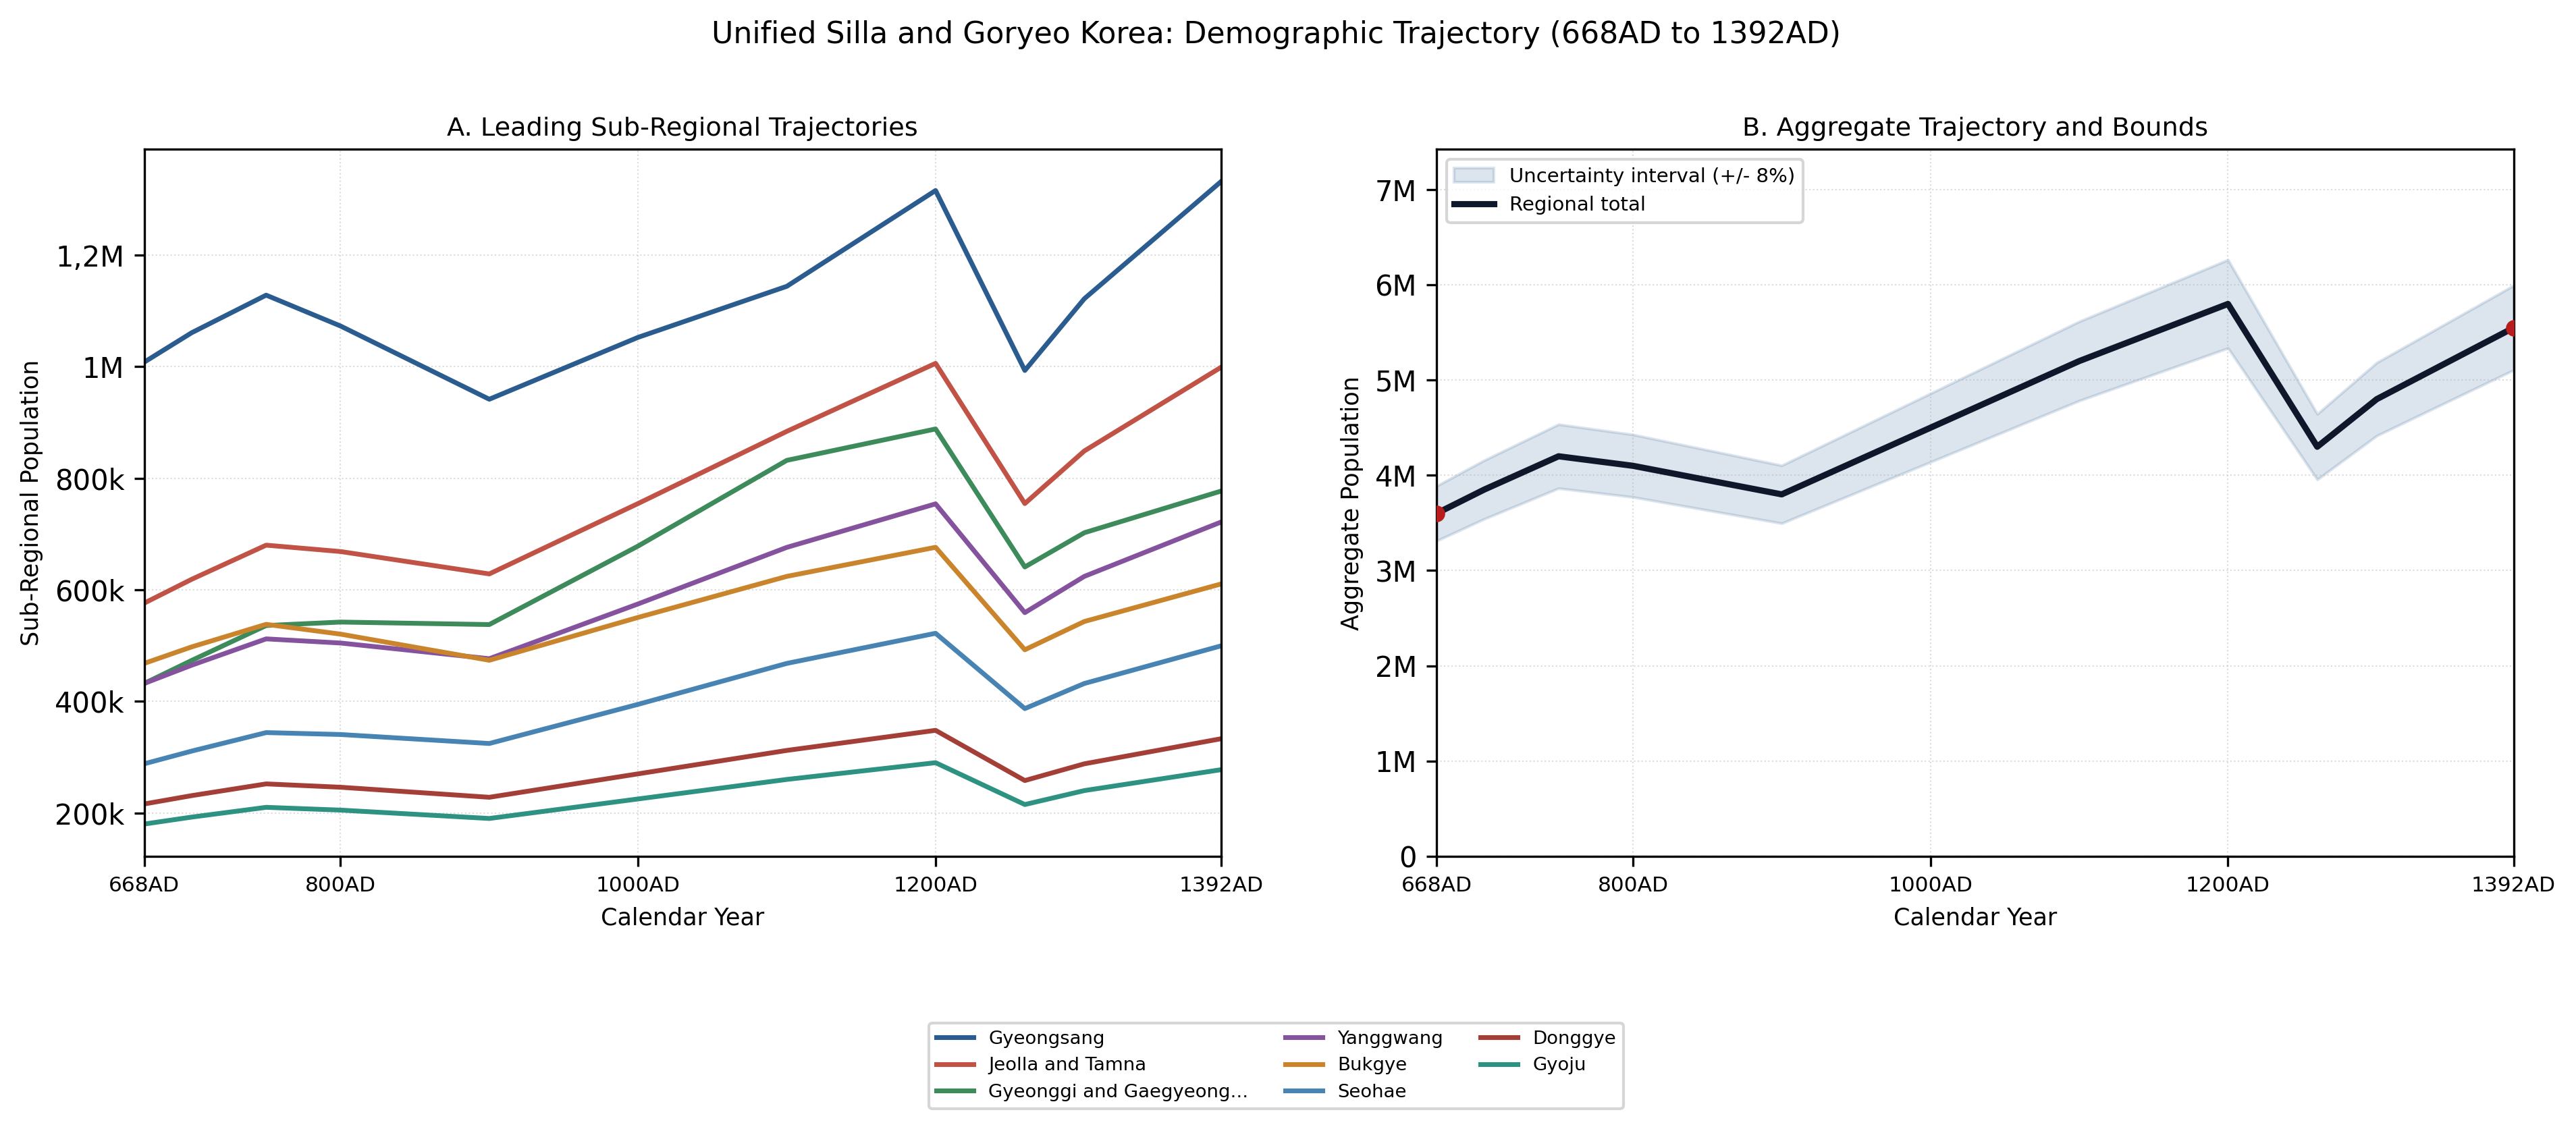 Unified Silla and Goryeo Korea: Demographic Trajectory (668AD to 1392AD)
A. Leading Sub-Regional Trajectories
Sub-Regional Population
1,2M
1M
800k
600k
400k
200k
668AD
800AD
1000AD
1200AD
1392AD
Calendar Year
B. Aggregate Trajectory and Bounds
Uncertainty interval (+/- 8%)
Regional total
Aggregate Population
7M
6M
5M
4M
3M
2M
1M
0
668AD
800AD
1000AD
1200AD
1392AD
Calendar Year
Gyeongsang
Jeolla and Tamna
Gyeonggi and Gaegyeong...
Yanggwang
Bukgye
Seohae
Donggye
Gyoju